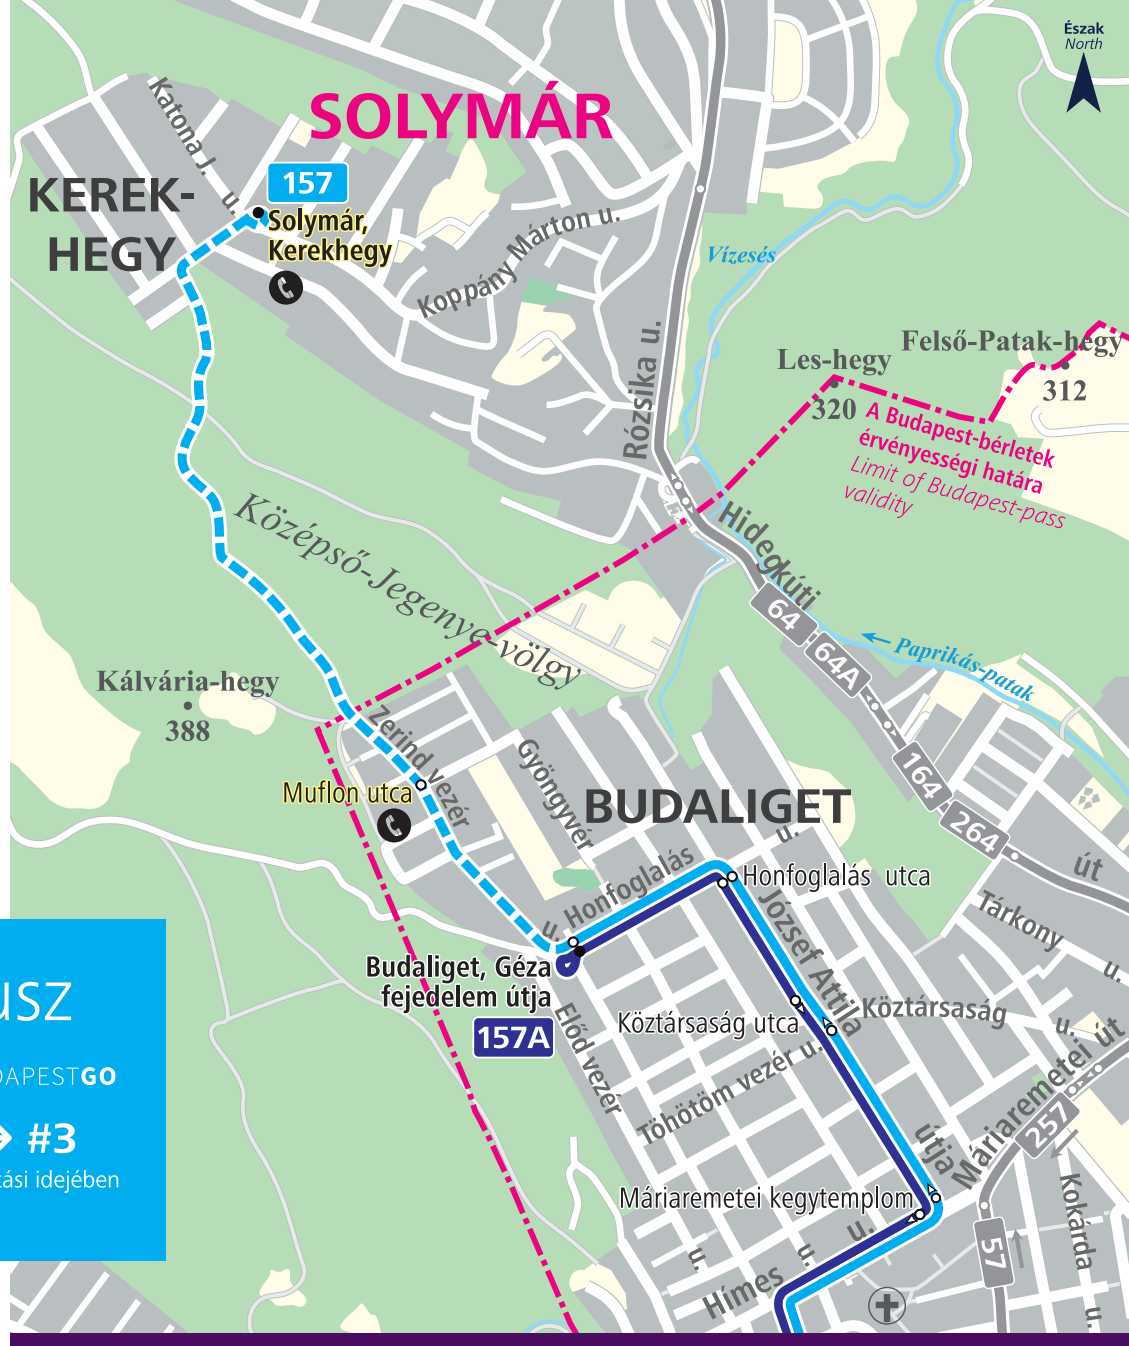 Észak
North
SOLYMÁR
Katona J. u.
157
KEREK-
HEGY
Solymár,
Kerekhegy
Koppány Márton u.
Vízesés
Rózsika u.
Les-hegy
320
Felső-Patak-hegy
312
A Budapest-bérletek
érvényességi határa
Limit of Budapest-pass
validity
Középső-Jegenye-völgy
Hidegkúti
64
64A
Paprikás-patak
Kálvária-hegy
388
164
264
út
Zerind vezér
Gyöngyvér
Muflon utca
BUDALIGET
u.
Honfoglalás
u.
Honfoglalás utca
József Attila
Tárkony
u.
Budaliget, Géza
fejedelem útja
157A
Előd vezér
Köztársaság utca
Köztársaság
u.
Töhötöm vezér u.
Máriaremetei út
257
útja
Máriaremetei kegytemplom
Kokárda
u.
57
Hímes
u.
u.
u.
USZ
DAPESTGO
#3
tási idejében